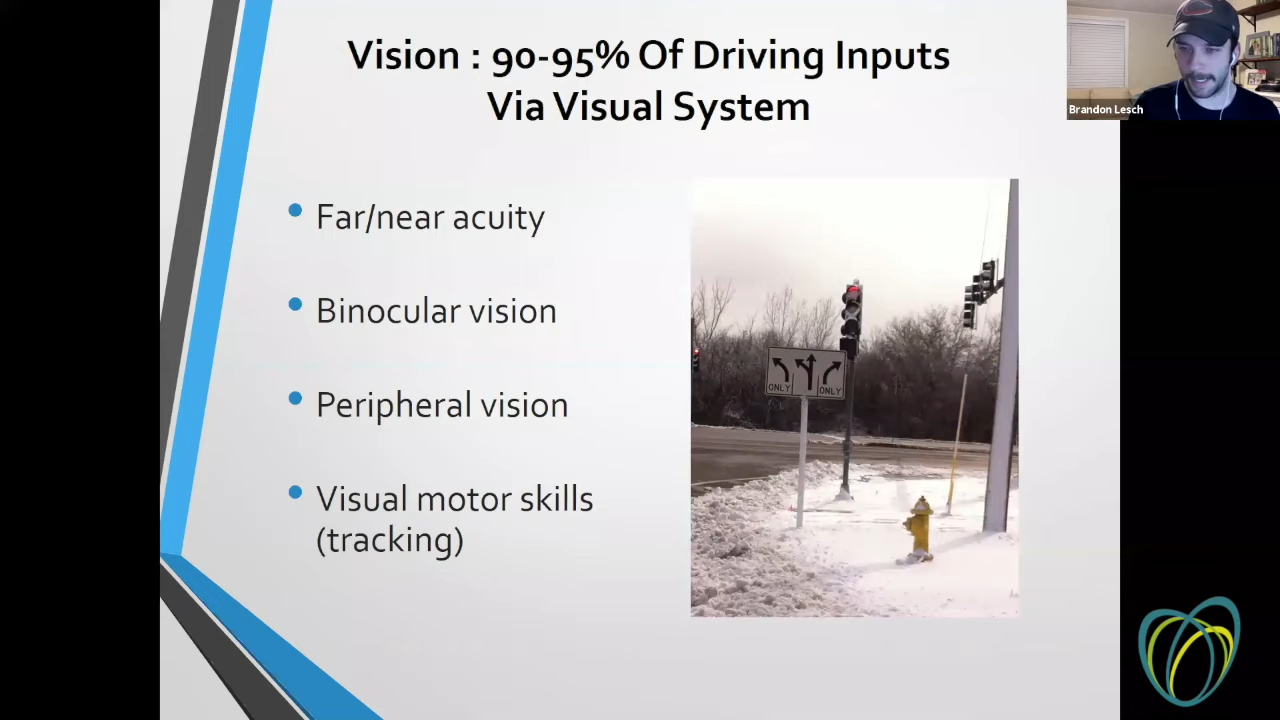 Vision : 90-95% Of Driving Inputs
Via Visual System
Brandon Lesch
Far/near acuity
Binocular vision
Peripheral vision
Visual motor skills
(tracking)
ONLY ONLY